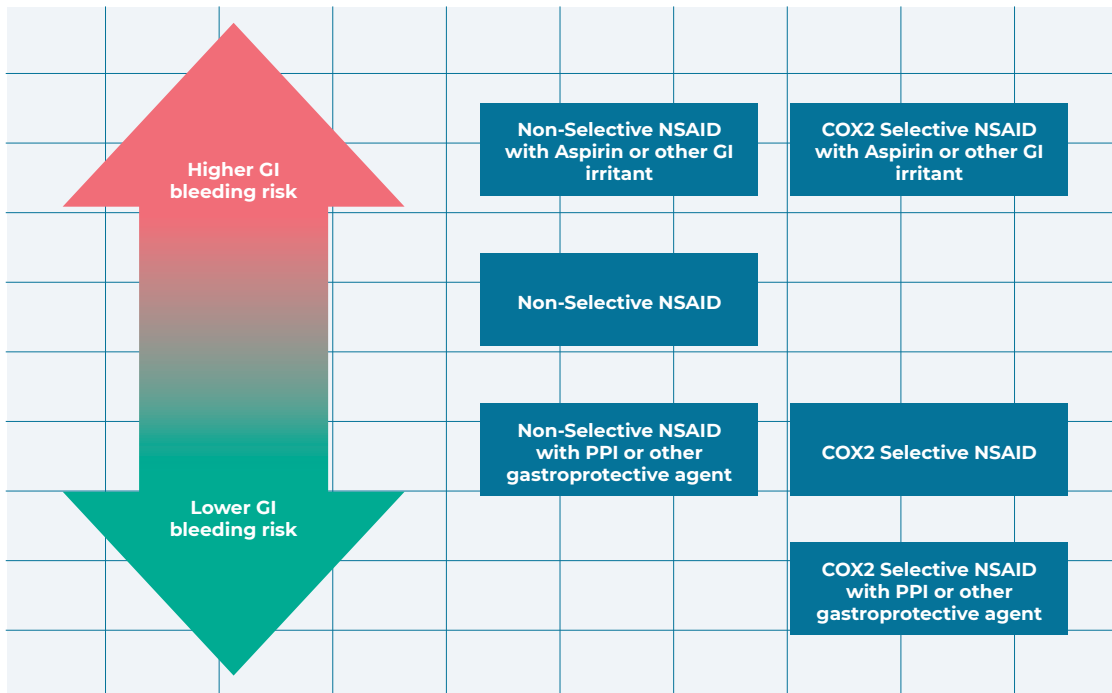 Higher GI
bleeding risk
Non-Selective NSAID
with Aspirin or other GI
irritant
COX2 Selective NSAID
with Aspirin or other GI
irritant
Non-Selective NSAID
Non-Selective NSAID
with PPI or other
gastroprotective agent
COX2 Selective NSAID
Lower GI
bleeding risk
COX2 Selective NSAID
with PPI or other
gastroprotective agent